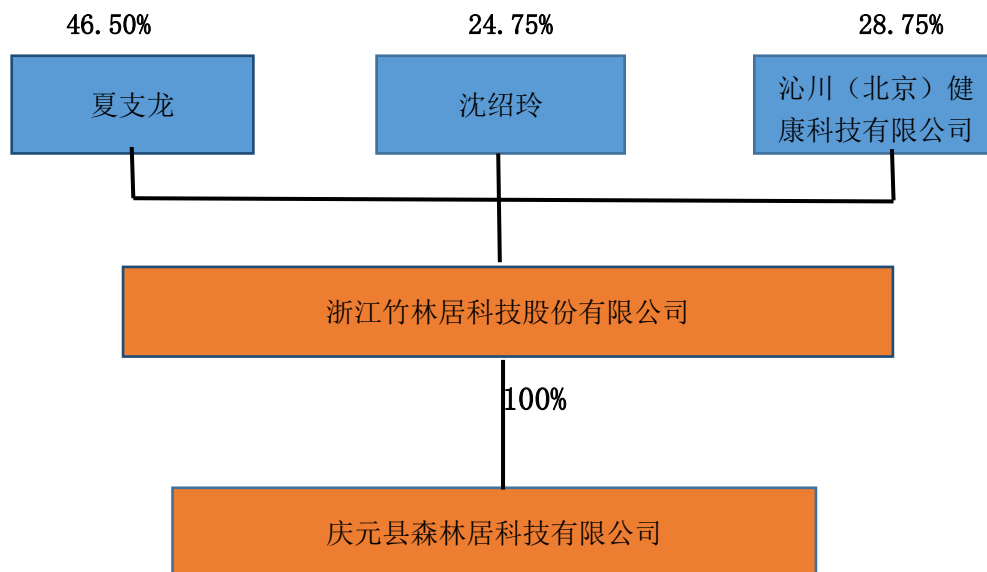 46.50%
24.75%
28.75%
夏支龙
沈绍玲
沁川（北京）健
康科技有限公司
浙江竹林居科技股份有限公司
100%
庆元县森林居科技有限公司